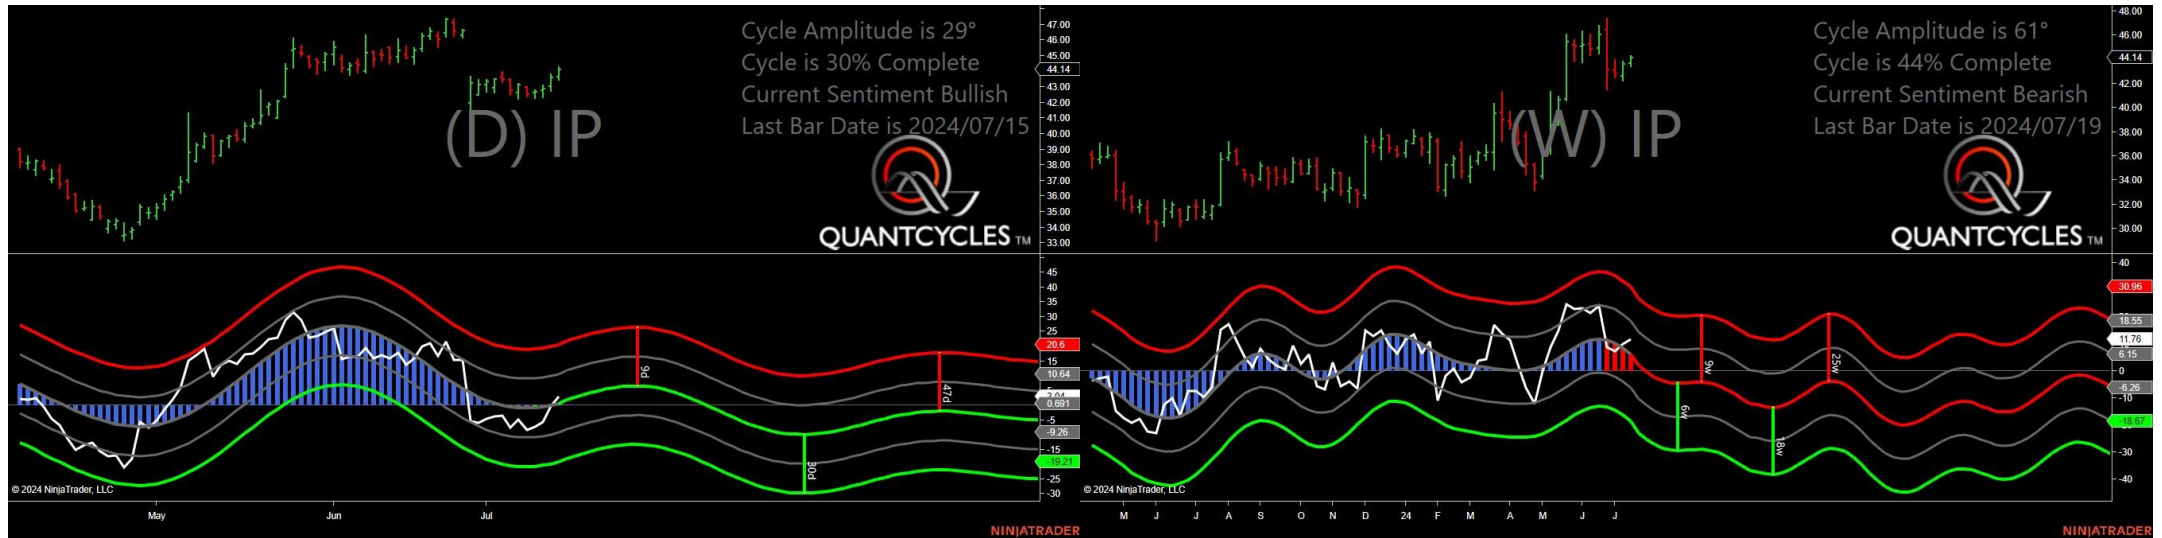 Cycle Amplitude is 29°
Cycle is 30% Complete
Current Sentiment Bullish
Last Bar Date is 2024/07/15
(D) IP
QUANTCYCLES TM
47.00
46.00
45.00
44.14
43.00
42.00
41.00
40.00
39.00
38.00
37.00
36.00
35.00
34.00
33.00
45
40
35
30
25
20.6
15
10.64
5
2.04
0.691
-5
-9.26
-15
-19.21
-25
-30
9d
30d
47d
© 2024 NinjaTrader, LLC
May Jun Jul
NINJATRADER
Cycle Amplitude is 61°
Cycle is 44% Complete
Current Sentiment Bearish
Last Bar Date is 2024/07/19
(W) IP
QUANTCYCLES TM
48.00
46.00
44.14
42.00
40.00
38.00
36.00
34.00
32.00
30.00
40
30.96
18.55
11.76
6.15
0
-6.26
-10
-18.67
-30
-40
9w
6w
18w
25w
© 2024 NinjaTrader, LLC
M J J A S O N D 24 F M A M J J
NINJATRADER